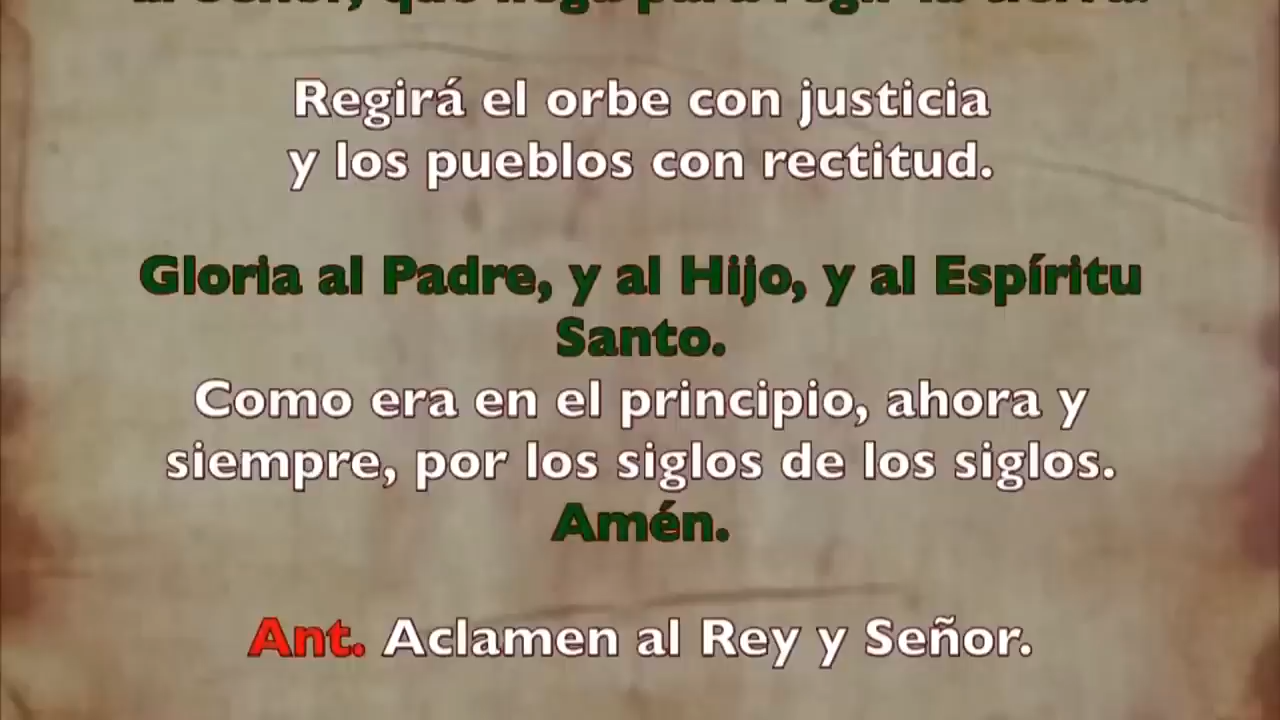 al Señor, que llega para regir la tierra.
Regirá el orbe con justicia
y los pueblos con rectitud.
Gloria al Padre, y al Hijo, y al Espíritu
Santo.
Como era en el principio, ahora y
siempre, por los siglos de los siglos.
Amén.
Ant. Aclamen al Rey y Señor.